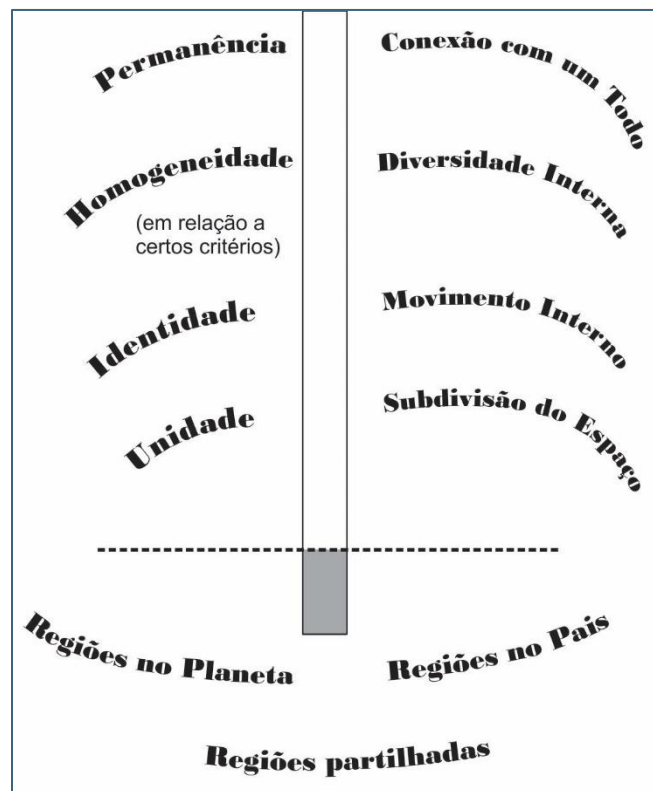 Permanência
Conexão com um Todo
Homogeneidade
Diversidade Interna
(em relação a
certos critérios)
Identidade
Movimento Interno
Unidade
Subdivisão do Espaço
Regiões no Planeta
Regiões no Pais
Regiões partilhadas